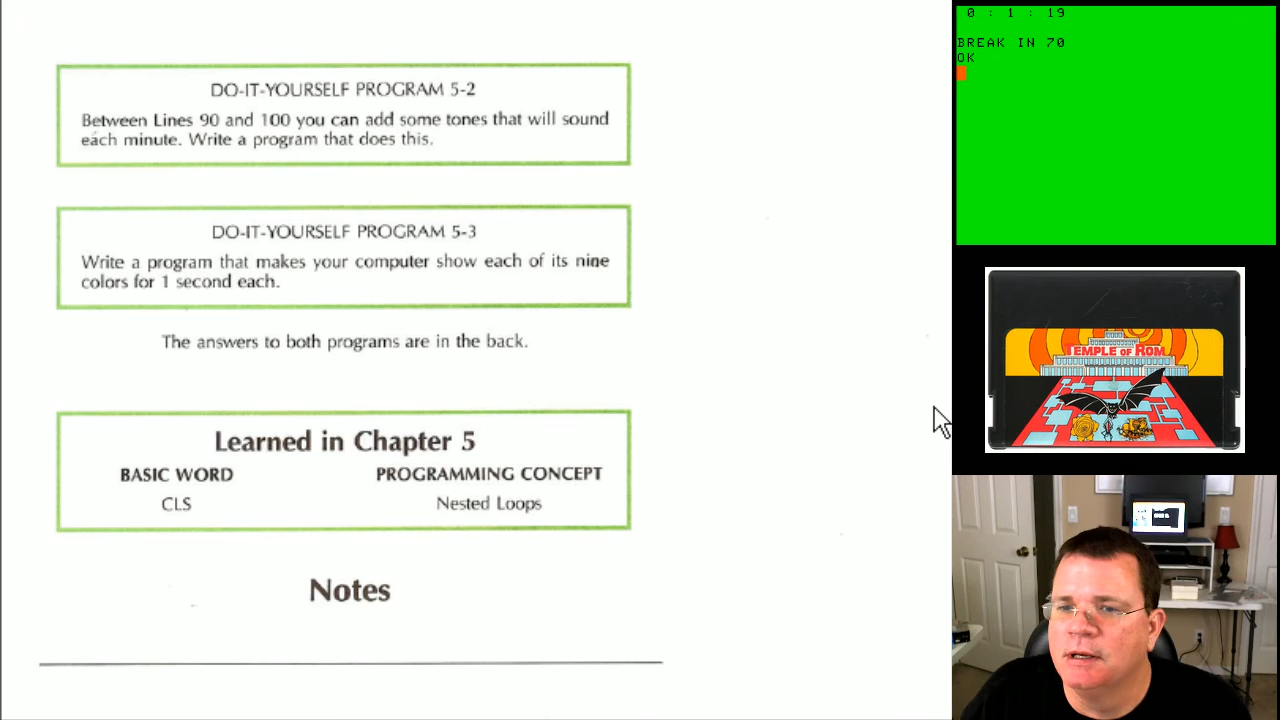 DO-IT-YOURSELF PROGRAM 5-2
Between Lines 90 and 100 you can add some tones that will sound
each minute. Write a program that does this.
DO-IT-YOURSELF PROGRAM 5-3
Write a program that makes your computer show each of its nine
colors for 1 second each.
The answers to both programs are in the back.
Learned in Chapter 5
BASIC WORD PROGRAMMING CONCEPT
CLS Nested Loops
Notes
0 : 1 : 19
BREAK IN 70
OK
TEMPLE OF ROM